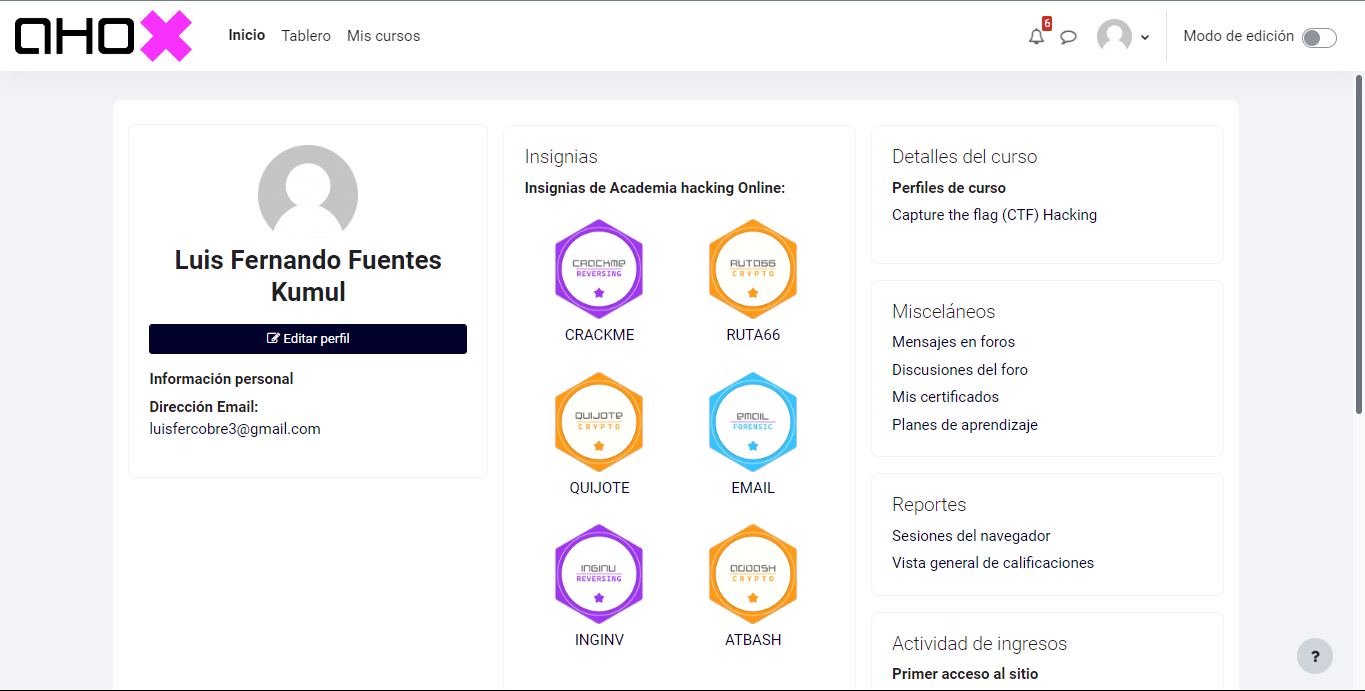 AHOX
Inicio
Tablero
Mis cursos
6
Modo de edición
Luis Fernando Fuentes
Kumul
Editar perfil
Información personal
Dirección Email:
luisfercobre3@gmail.com
Insignias
Insignias de Academia hacking Online:
CRACKME
REVERSING
CRACKME
RUTA66
CRYPTO
RUTA66
QUIJOTE
CRYPTO
QUIJOTE
EMAIL
FORENSIC
EMAIL
INGINV
REVERSING
INGINV
CRYPTO
ATBASH
Detalles del curso
Perfiles de curso
Capture the flag (CTF) Hacking
Misceláneos
Mensajes en foros
Discusiones del foro
Mis certificados
Planes de aprendizaje
Reportes
Sesiones del navegador
Vista general de calificaciones
Actividad de ingresos
Primer acceso al sitio
?